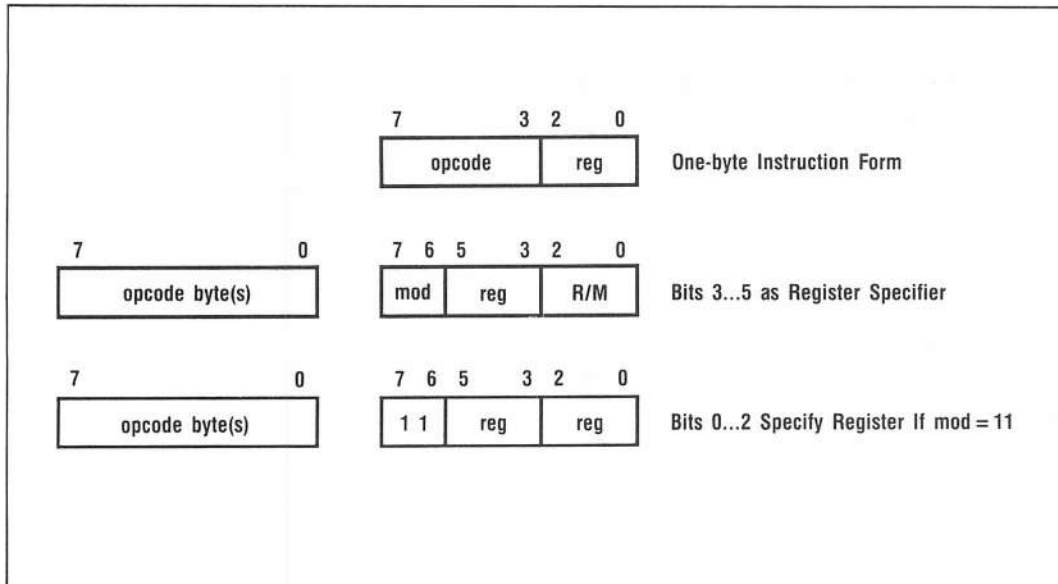 7 3 2 0
opcode reg One-byte Instruction Form
7 0 7 6 5 3 2 0
opcode byte(s) mod reg R/M Bits 3...5 as Register Specifier
7 0 7 6 5 3 2 0
opcode byte(s) 1 1 reg reg Bits 0...2 Specify Register If mod = 11